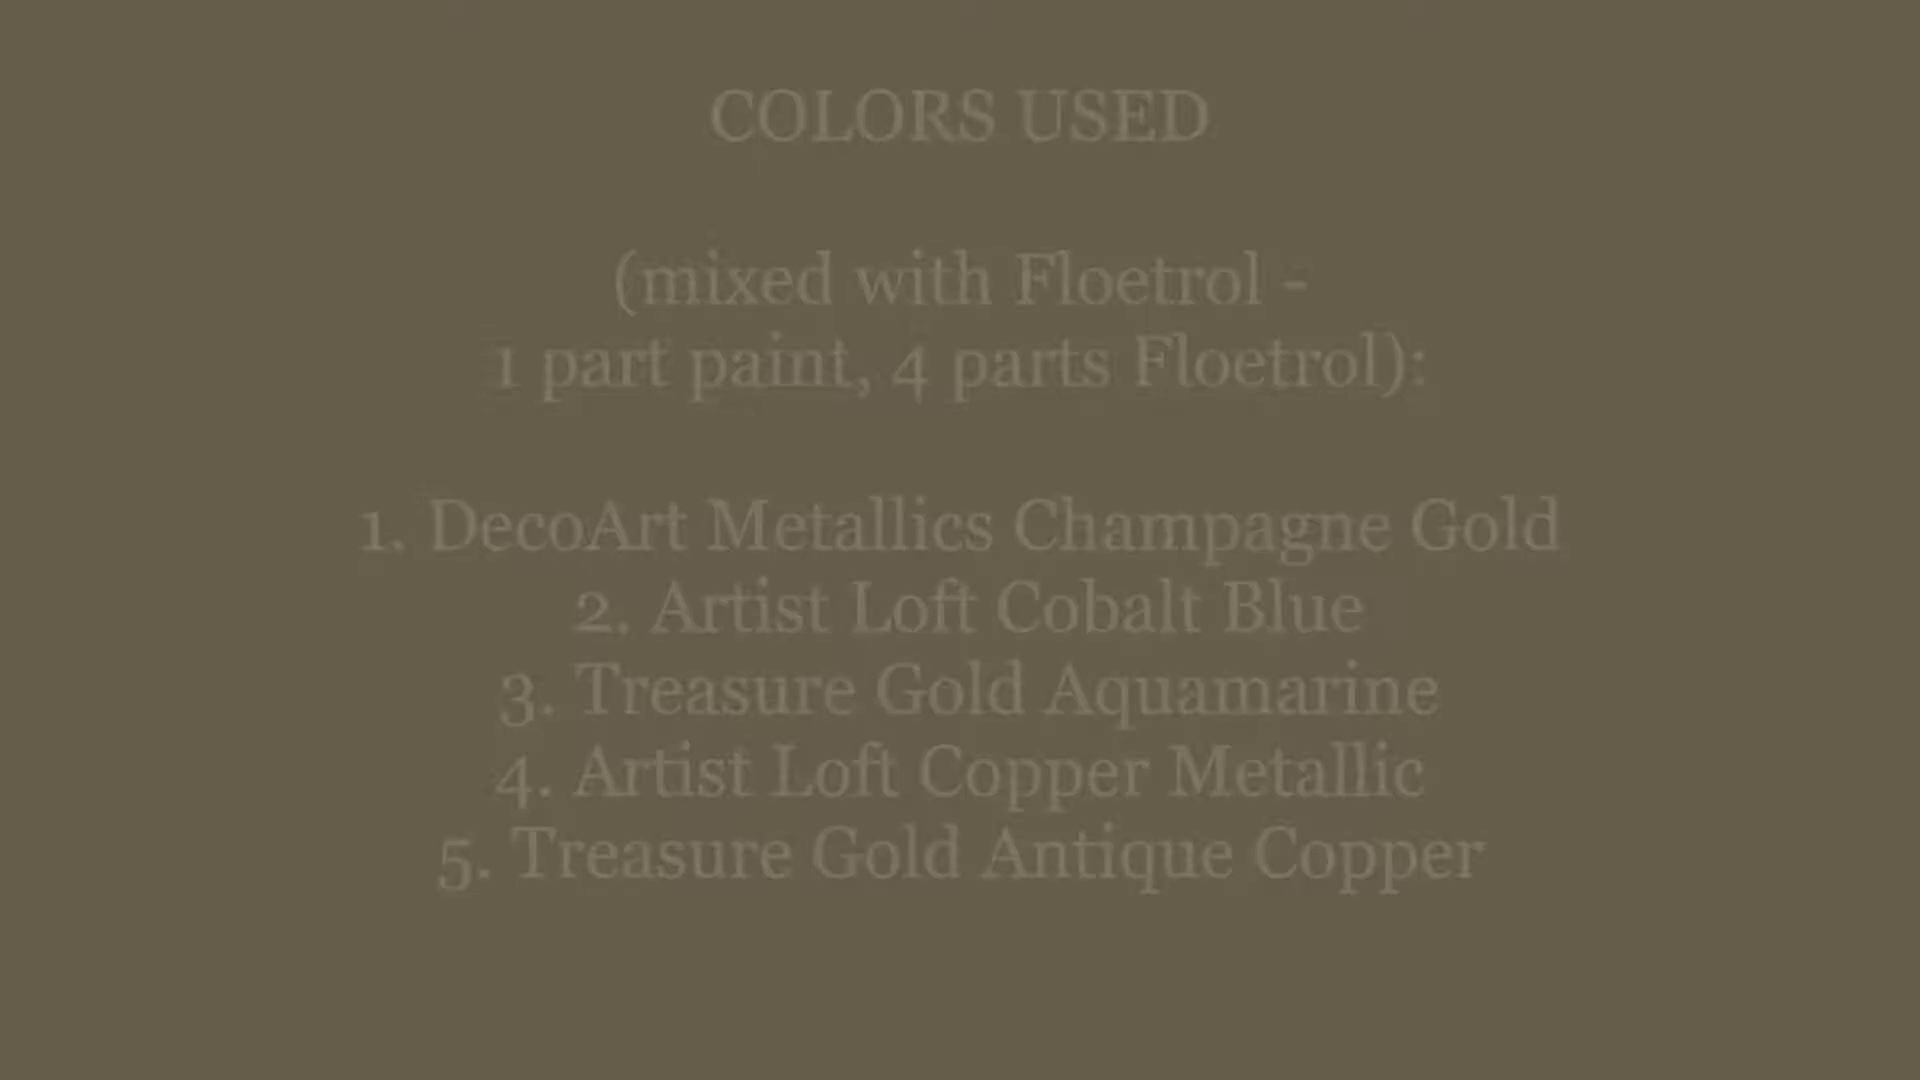 COLORS USED
(mixed with Floetrol -
1 part paint, 4 parts Floetrol):
1. DecoArt Metallics Champagne Gold
2. Artist Loft Cobalt Blue
3. Treasure Gold Aquamarine
4. Artist Loft Copper Metallic
5. Treasure Gold Antique Copper